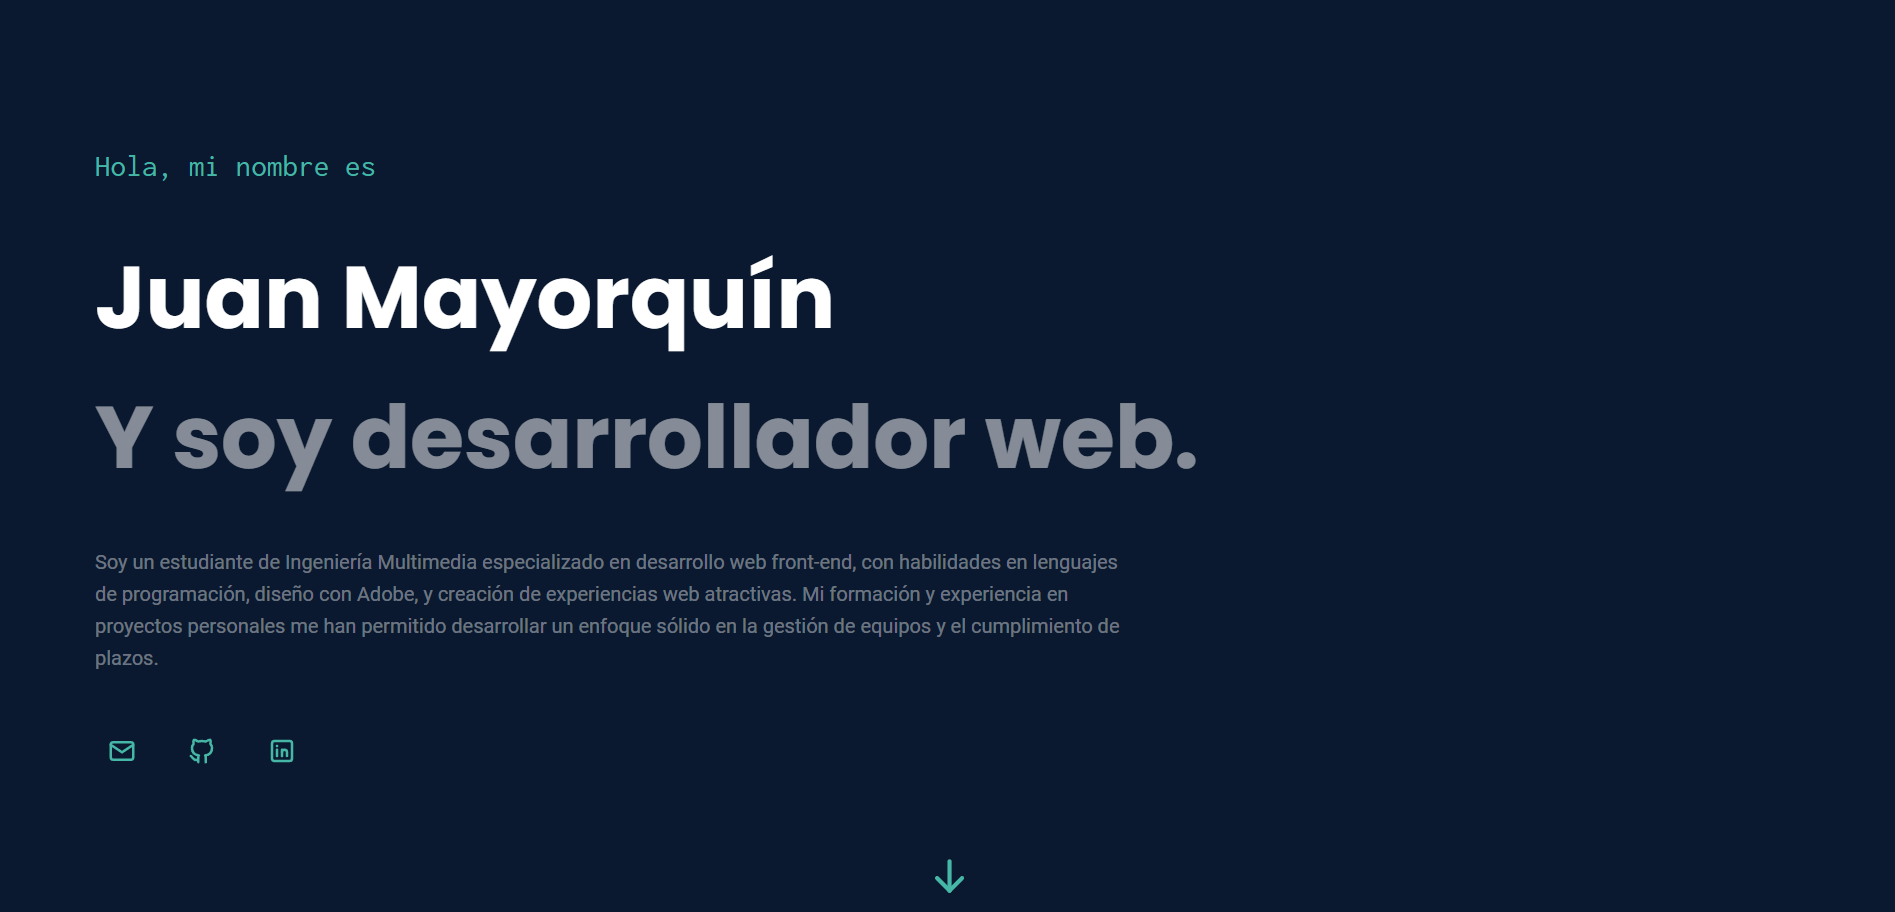 Hola, mi nombre es
Juan Mayorquín
Y soy desarrollador web.
Soy un estudiante de Ingeniería Multimedia especializado en desarrollo web front-end, con habilidades en lenguajes
de programación, diseño con Adobe, y creación de experiencias web atractivas. Mi formación y experiencia en
proyectos personales me han permitido desarrollar un enfoque sólido en la gestión de equipos y el cumplimiento de
plazos.
in